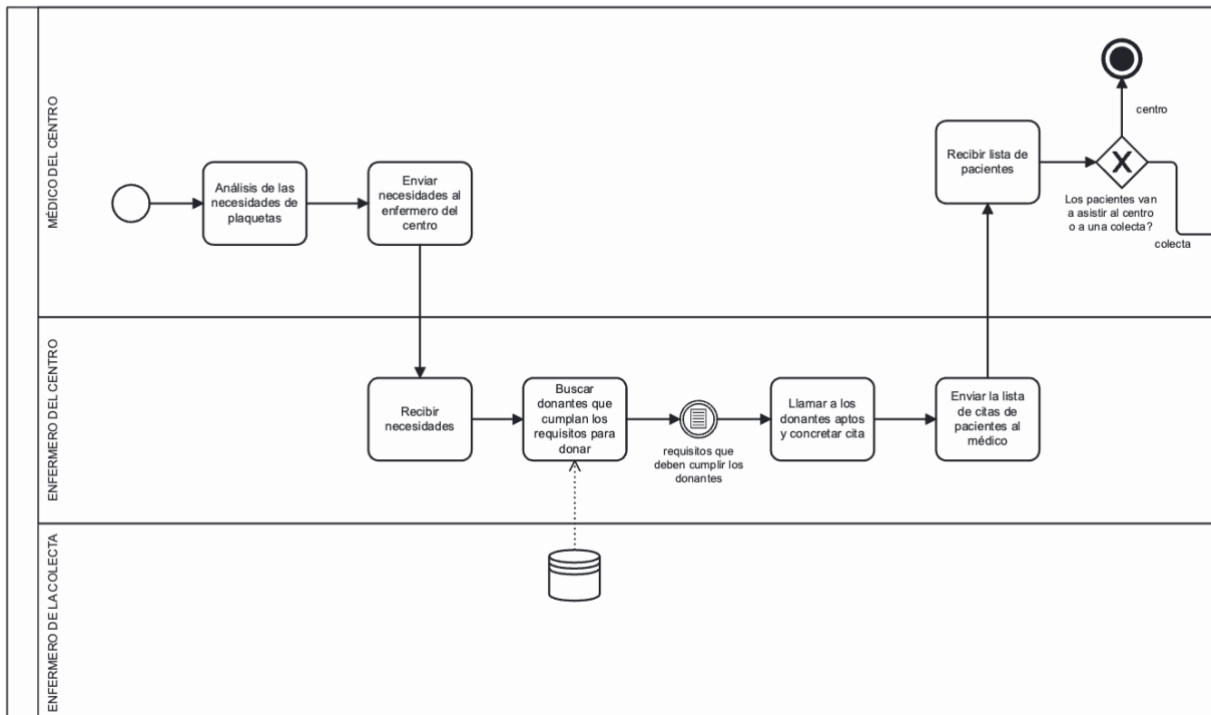 MÉDICO DEL CENTRO
Análisis de las
necesidades de
plaquetas
Enviar
necesidades al
enfermero del
centro
Recibir lista de
pacientes
centro
Los pacientes van
a asistir al centro
o a una colecta?
colecta
ENFERMERO DEL CENTRO
Recibir
necesidades
Buscar
donantes que
cumplan los
requisitos para
donar
requisitos que
deben cumplir los
donantes
Llamar a los
donantes aptos
y concretar cita
Enviar la lista
de citas de
pacientes al
médico
ENFERMERO DE LA COLECTA